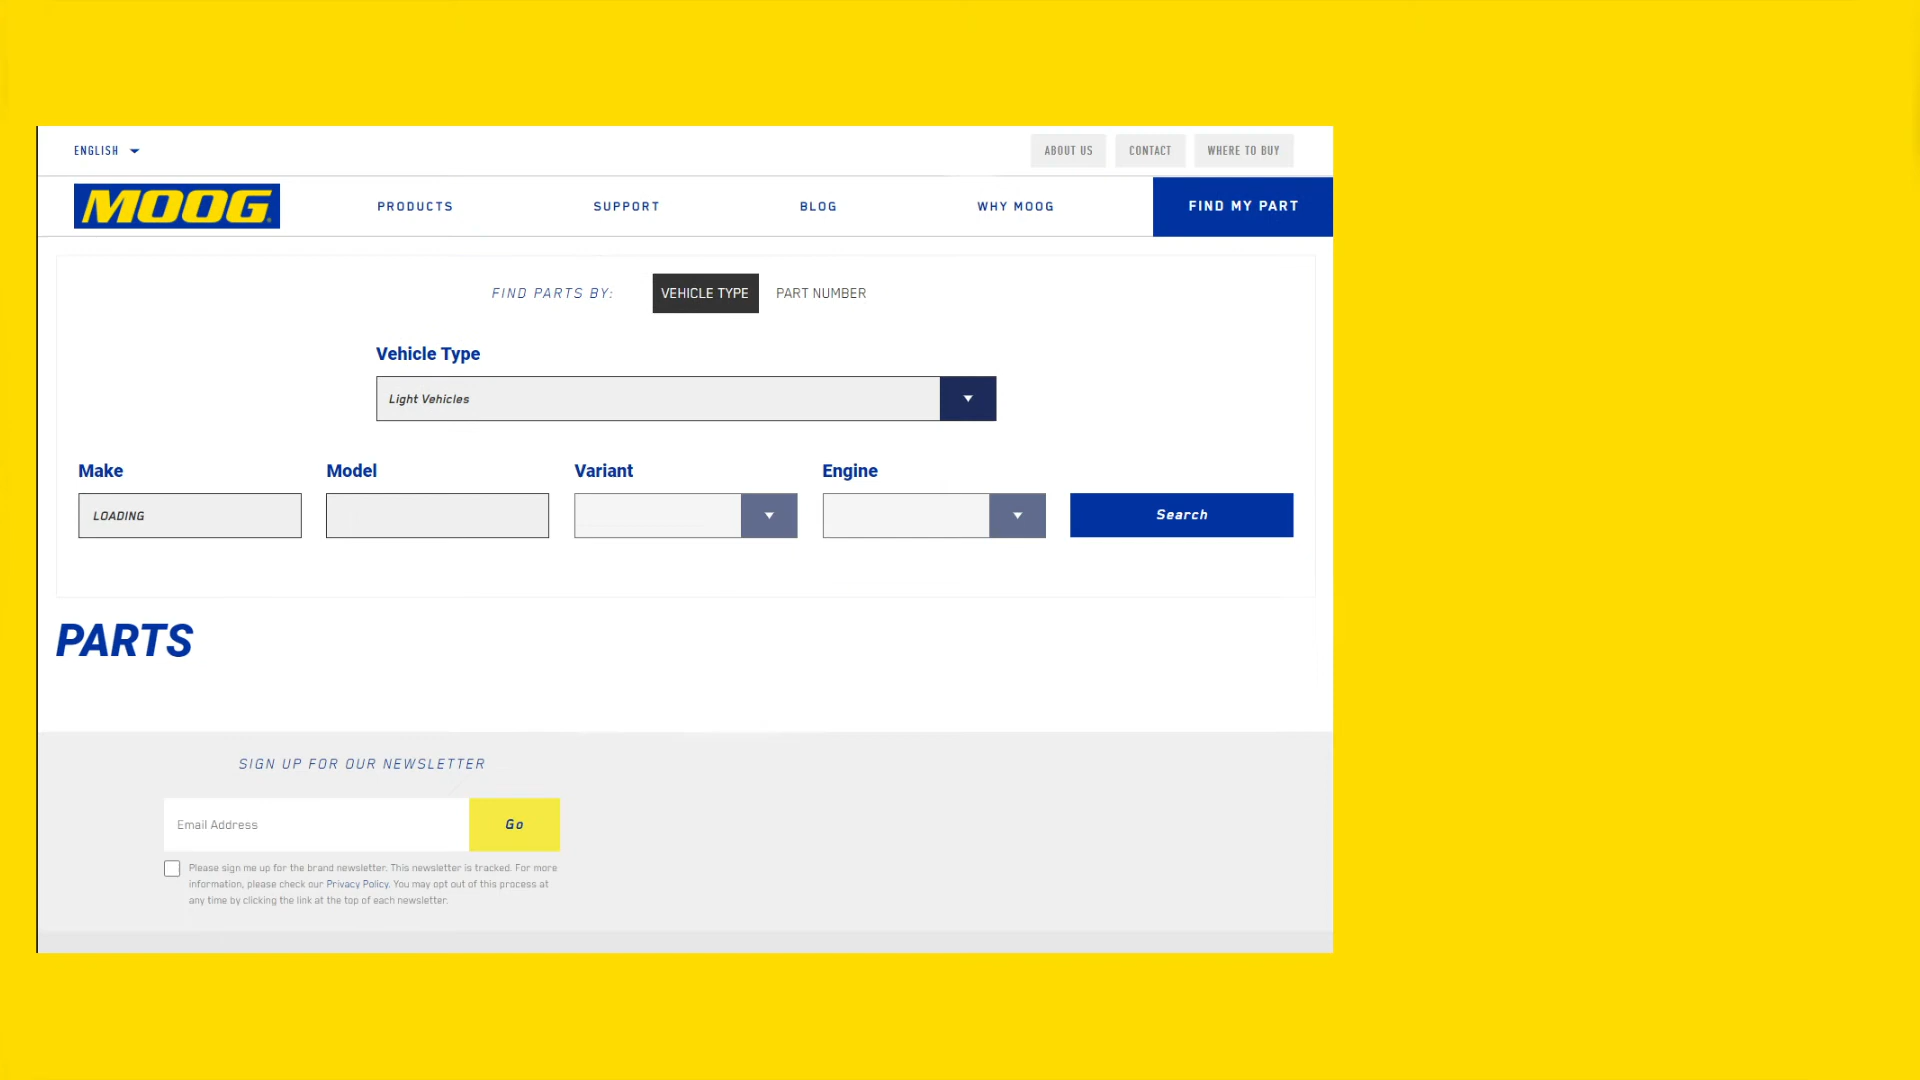 ENGLISH
ABOUT US
CONTACT
WHERE TO BUY
MOOG
PRODUCTS
SUPPORT
BLOG
WHY MOOG
FIND MY PART
FIND PARTS BY:
VEHICLE TYPE
PART NUMBER
Vehicle Type
Light Vehicles
Make
Model
Variant
Engine
LOADING
Search
PARTS
SIGN UP FOR OUR NEWSLETTER
Email Address
Go
Please sign me up for the brand newsletter. This newsletter is tracked. For more
information, please check our Privacy Policy. You may opt out of this process at
any time by clicking the link at the top of each newsletter.